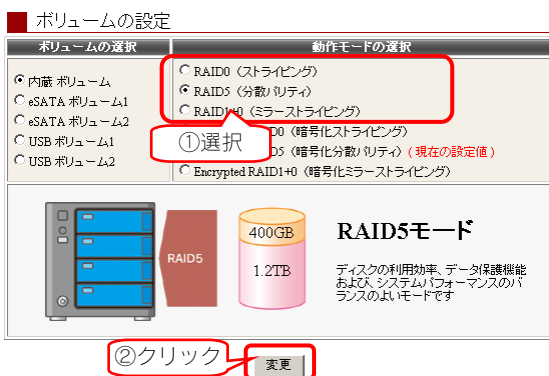 ボリュームの設定
ボリュームの選択
動作モードの選択
内蔵 ボリューム
eSATA ボリューム1
eSATA ボリューム2
USB ボリューム1
USB ボリューム2
RAID0（ストライピング）
RAID5（分散パリティ）
RAID1+0（ミラーストライピング）
D0（暗号化ストライピング）
D5（暗号化分散パリティ）( 現在の設定値 )
Encrypted RAID1+0（暗号化ミラーストライピング）
①選択
RAID5
400GB
1.2TB
RAID5モード
ディスクの利用効率、データ保護機能
および、システムパフォーマンスのバ
ランスのよいモードです
②クリック
変更